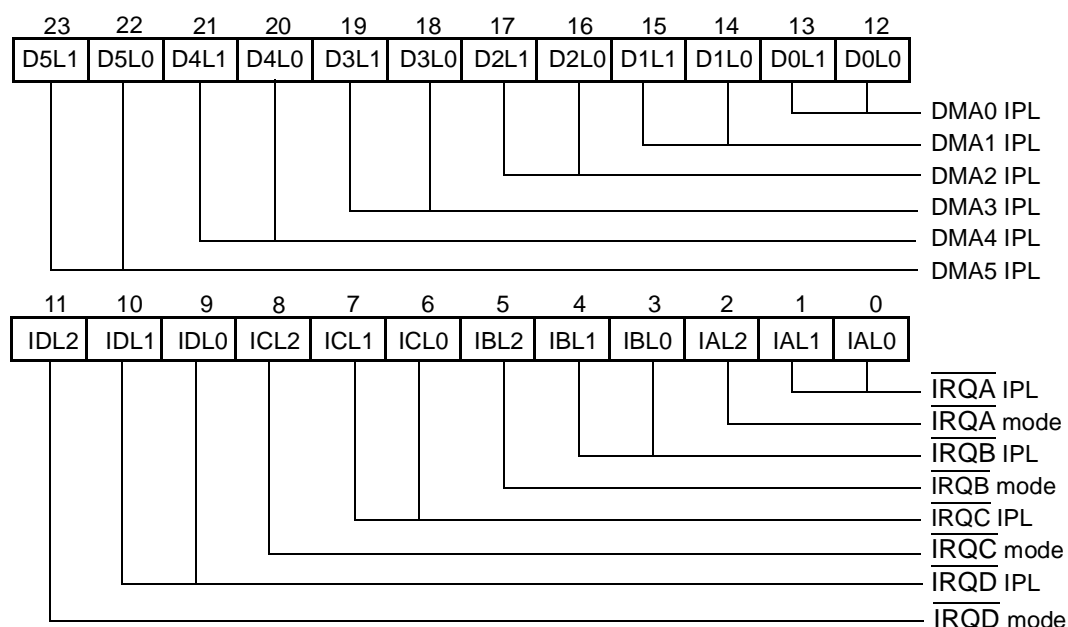 23 22 21 20 19 18 17 16 15 14 13 12
D5L1 D5L0 D4L1 D4L0 D3L1 D3L0 D2L1 D2L0 D1L1 D1L0 D0L1 D0L0
DMA0 IPL
DMA1 IPL
DMA2 IPL
DMA3 IPL
DMA4 IPL
DMA5 IPL
11 10 9 8 7 6 5 4 3 2 1 0
IDL2 IDL1 IDL0 ICL2 ICL1 ICL0 IBL2 IBL1 IBL0 IAL2 IAL1 IAL0
IRQA IPL
IRQA mode
IRQB IPL
IRQB mode
IRQC IPL
IRQC mode
IRQD IPL
IRQD mode